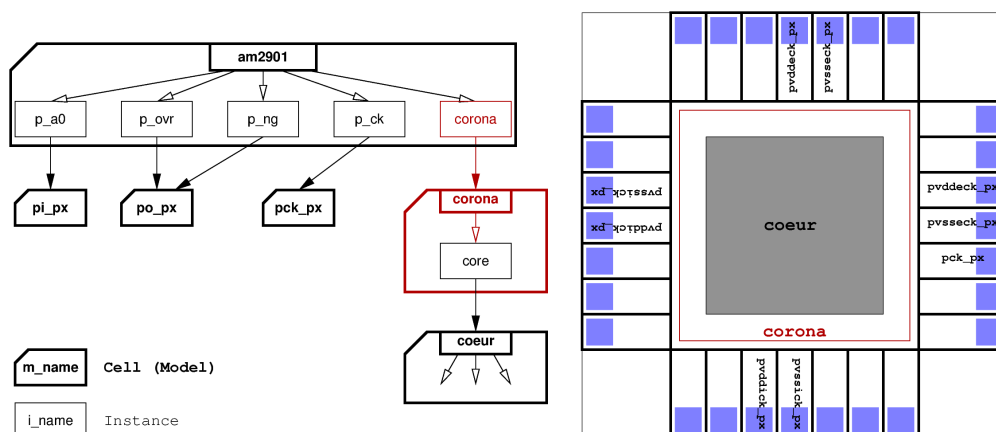 am2901
p_a0
p_ovr
p_ng
p_ck
corona
pi_px
po_px
pck_px
corona
core
coeur
m_name
Cell (Model)
i_name
Instance
pvddeck_px
pvsseck_px
pvssick_px
pvddick_px
coeur
pvddeck_px
pvsseck_px
pck_px
corona
pvddick_px
pvssick_px